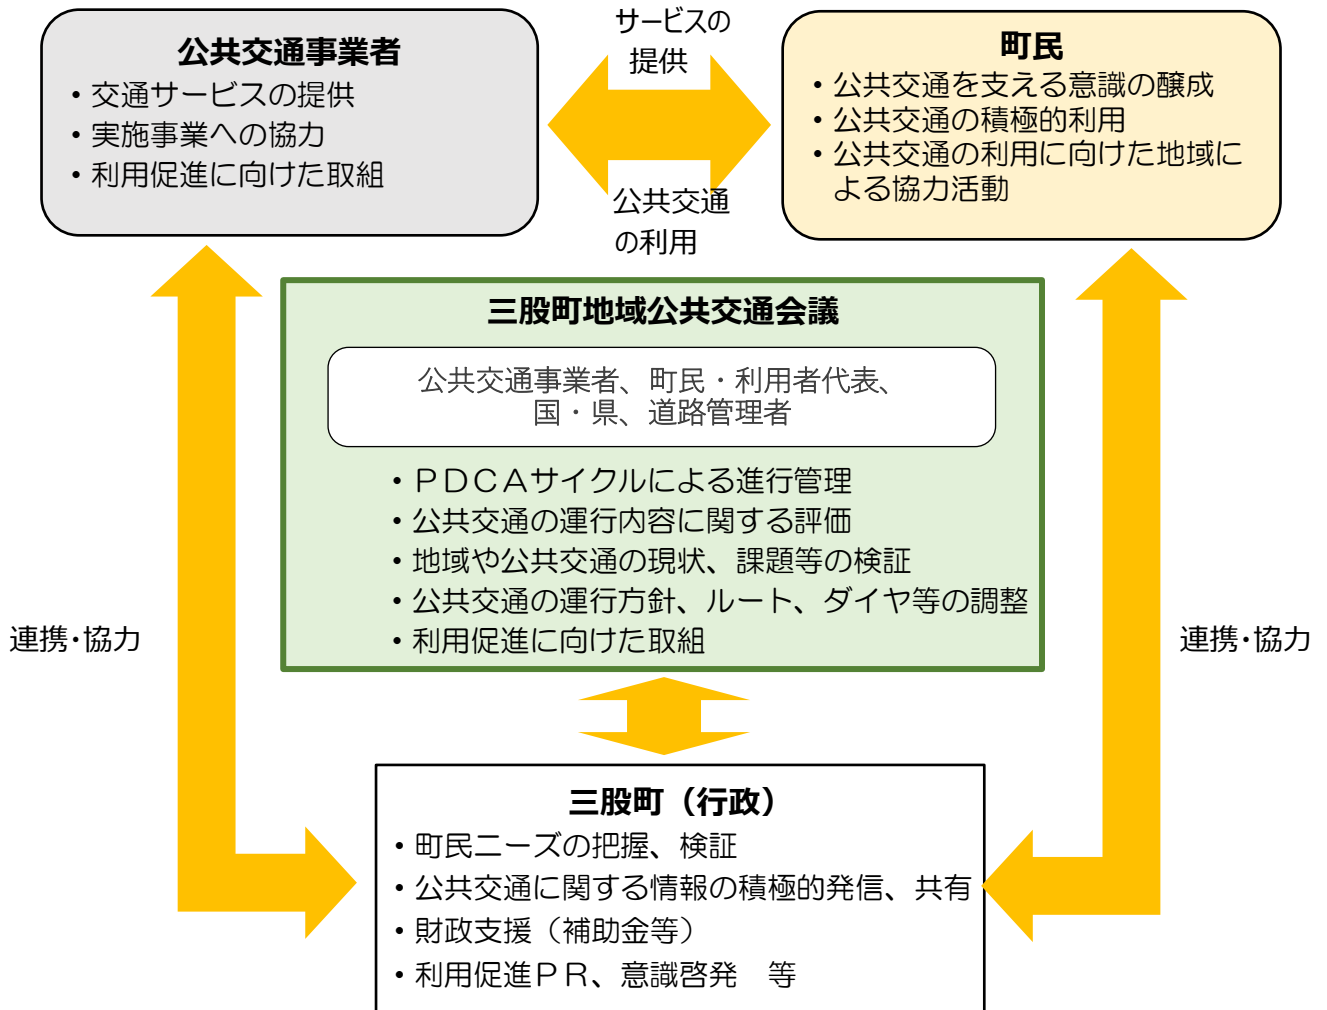 公共交通事業者
・交通サービスの提供
・実施事業への協力
・利用促進に向けた取組
サービスの
提供
公共交通
の利用
町民
・公共交通を支える意識の醸成
・公共交通の積極的利用
・公共交通の利用に向けた地域に
よる協力活動
三股町地域公共交通会議
公共交通事業者、町民・利用者代表、
国・県、道路管理者
・ＰＤＣＡサイクルによる進行管理
・公共交通の運行内容に関する評価
・地域や公共交通の現状、課題等の検証
・公共交通の運行方針、ルート、ダイヤ等の調整
・利用促進に向けた取組
連携･協力
連携･協力
三股町（行政）
・町民ニーズの把握、検証
・公共交通に関する情報の積極的発信、共有
・財政支援（補助金等）
・利用促進ＰＲ、意識啓発　等